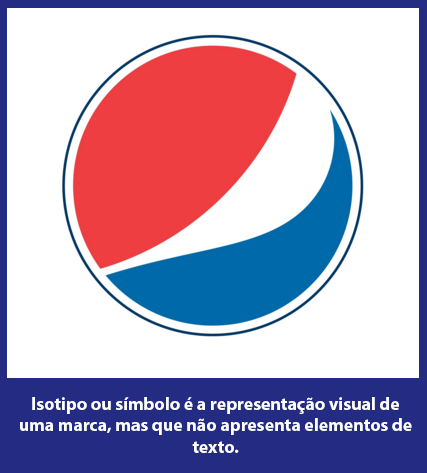 Isotipo ou símbolo é a representação visual de
uma marca, mas que não apresenta elementos de
texto.